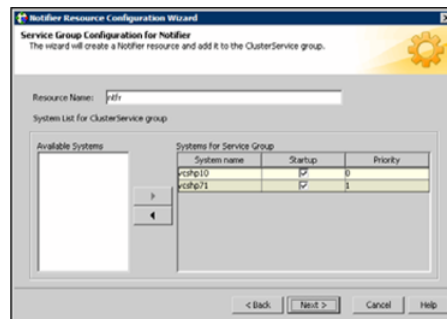 Notifier Resource Configuration Wizard
Service Group Configuration for Notifier
The wizard will create a Notifier resource and add it to the ClusterService group.
Resource Name: ntfr
System List for ClusterService group
Available Systems
Systems for Service Group
System name Startup Priority
vcshp10 0
vcshp71 1
< Back Next > Cancel Help